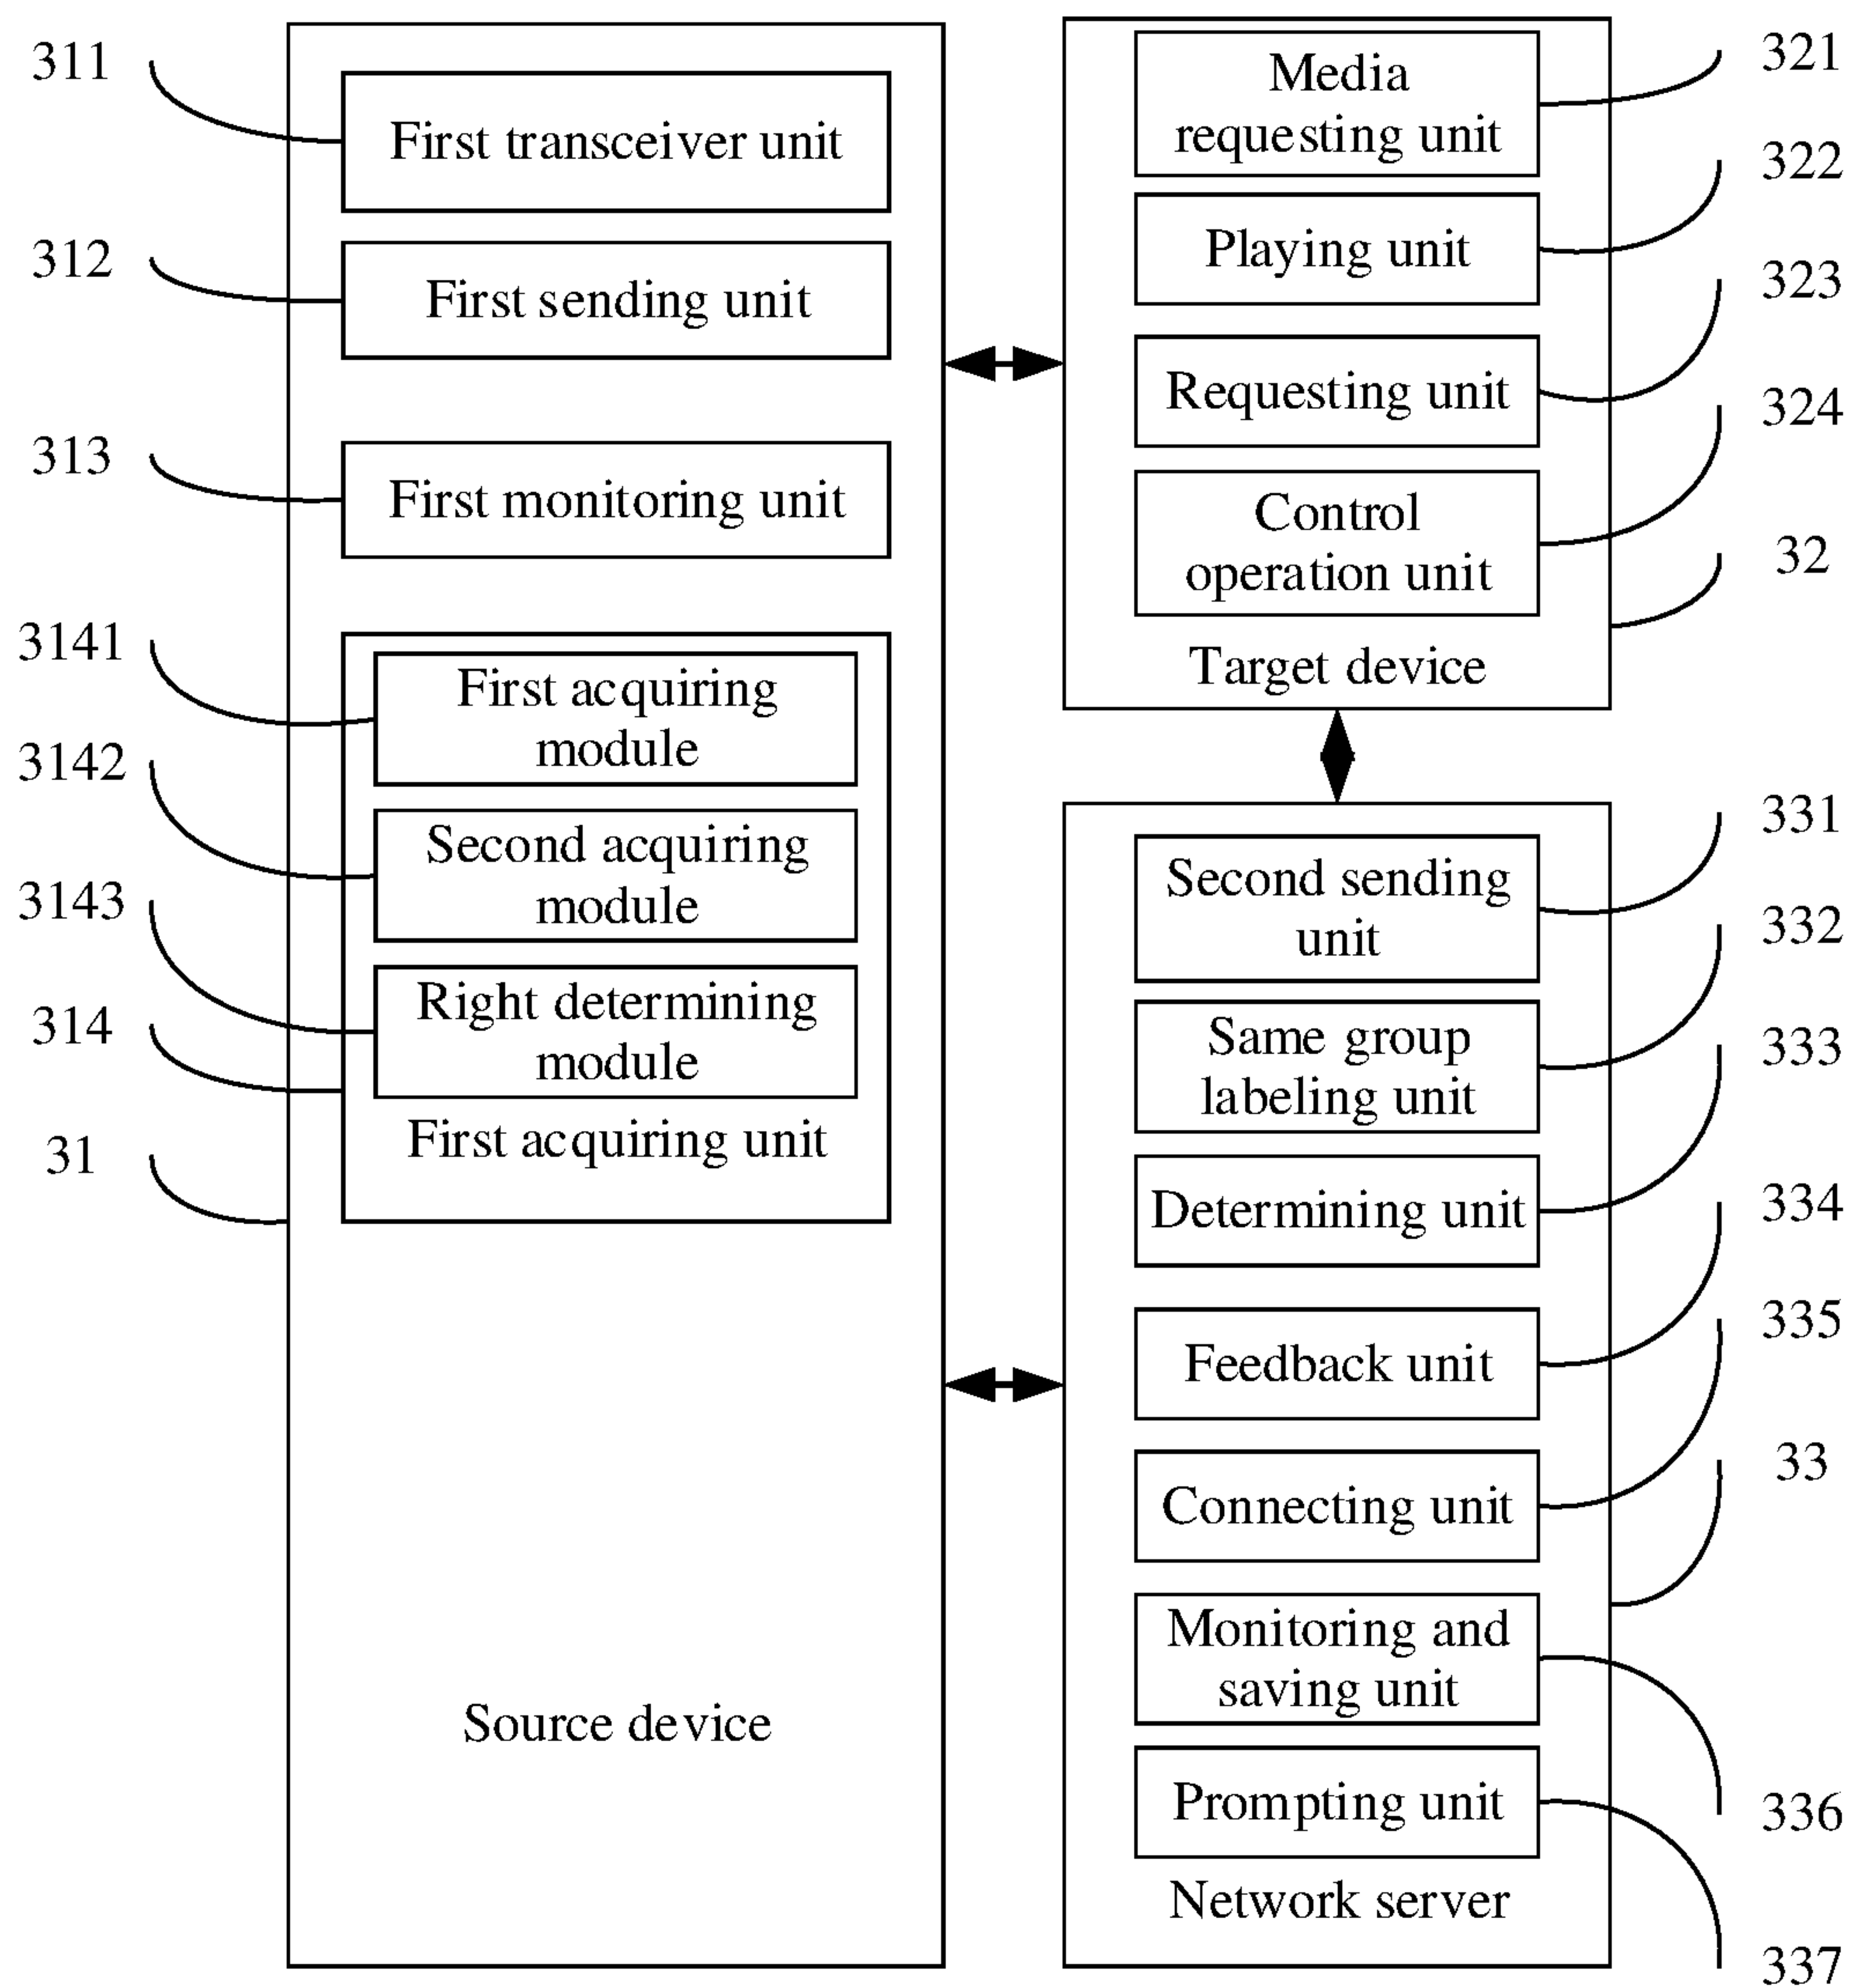 311
First transceiver unit
312
First sending unit
313
First monitoring unit
3141
First acquiring
module
3142
Second acquiring
module
3143
Right determining
module
314
First acquiring unit
31
Source device
Media
requesting unit
321
Playing unit
322
Requesting unit
323
Control
operation unit
324
Target device
32
Second sending
unit
331
Same group
labeling unit
332
Determining unit
333
Feedback unit
334
Connecting unit
335
33
Monitoring and
saving unit
336
Prompting unit
Network server
337